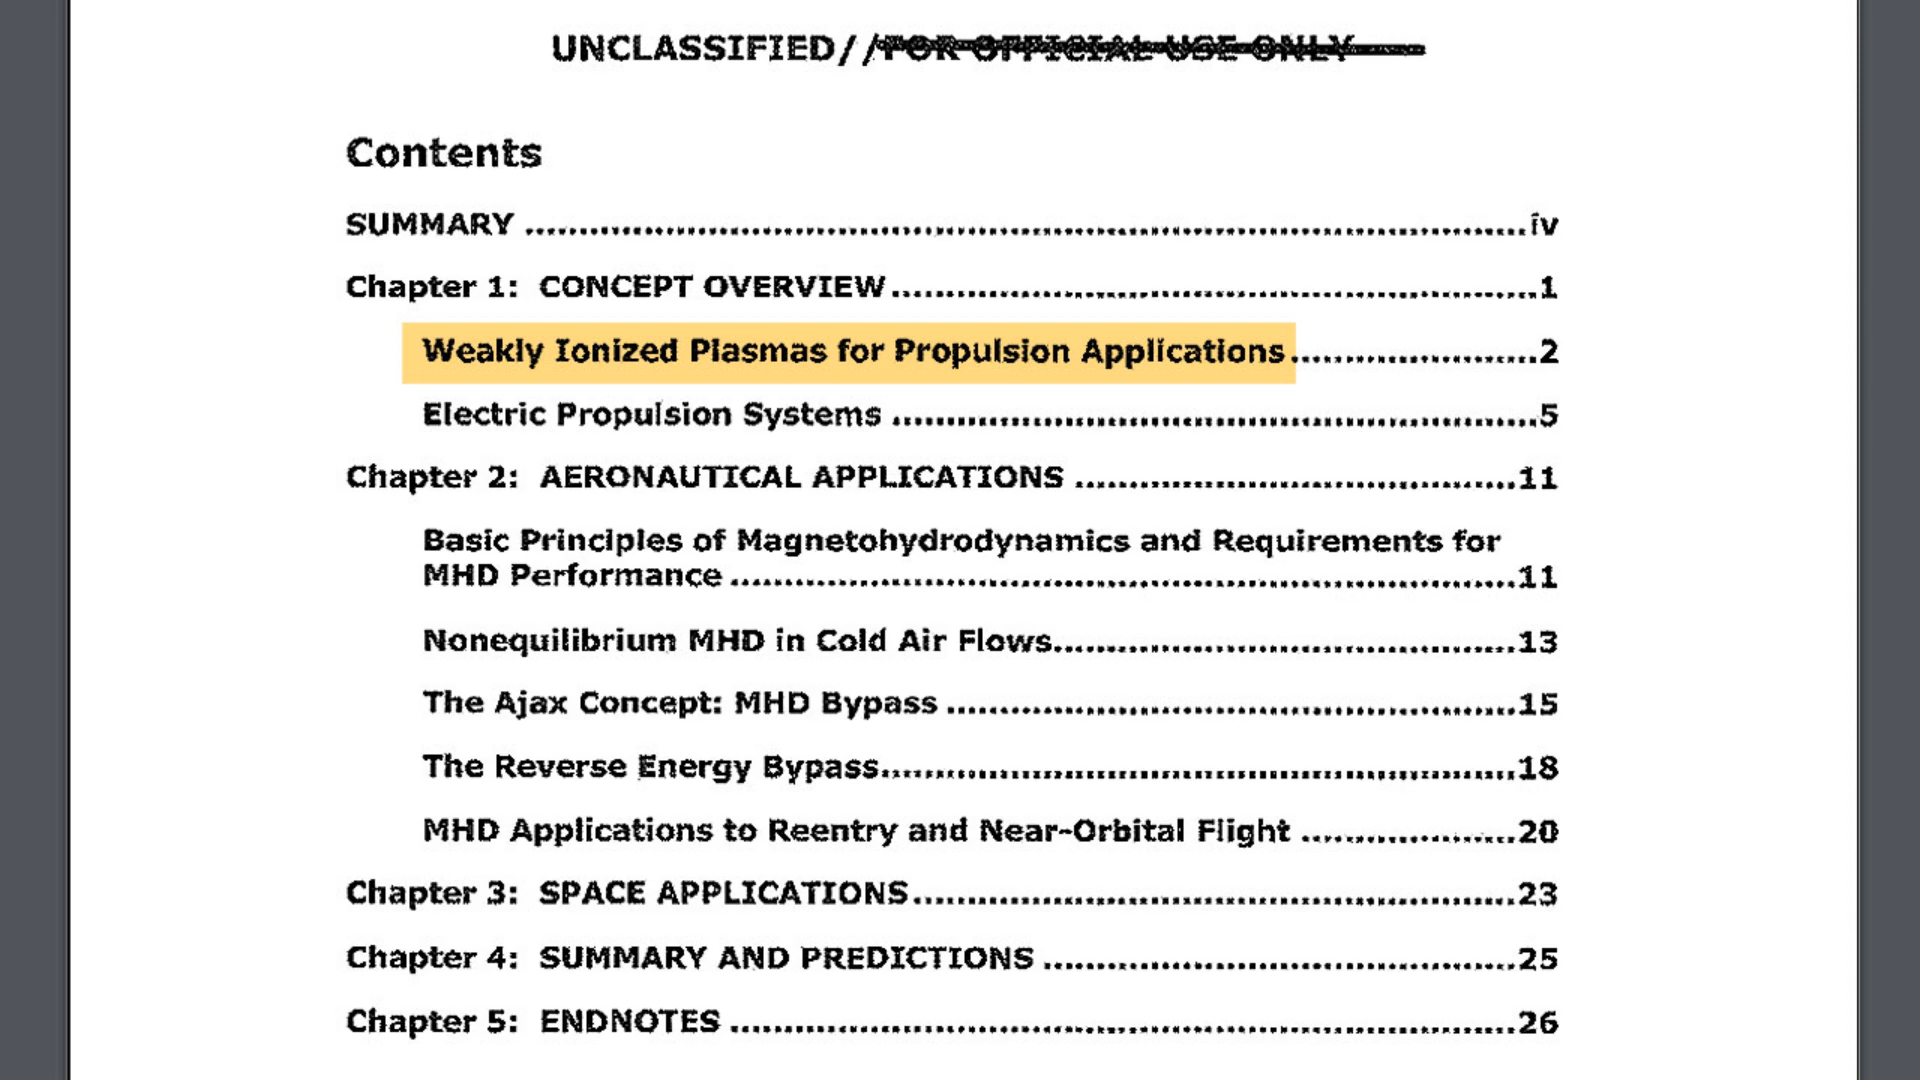 UNCLASSIFIED//FOR OFFICIAL USE ONLY
Contents
SUMMARY ........................................................................iv
Chapter 1: CONCEPT OVERVIEW........................................................................1
Weakly Ionized Plasmas for Propulsion Applications........................2
Electric Propulsion Systems ........................................................5
Chapter 2: AERONAUTICAL APPLICATIONS ........................................11
Basic Principles of Magnetohydrodynamics and Requirements for
MHD Performance ........................................................................11
Nonequilibrium MHD in Cold Air Flows........................................13
The Ajax Concept: MHD Bypass ................................................15
The Reverse Energy Bypass........................................................18
MHD Applications to Reentry and Near-Orbital Flight ........................20
Chapter 3: SPACE APPLICATIONS........................................................23
Chapter 4: SUMMARY AND PREDICTIONS ........................................25
Chapter 5: ENDNOTES ........................................................................26